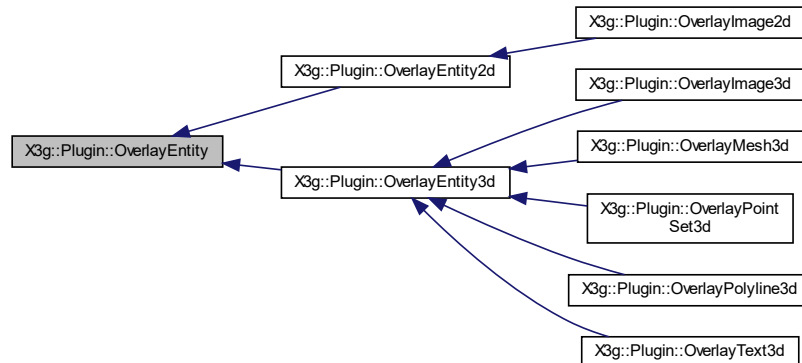 X3g::Plugin::OverlayImage2d
X3g::Plugin::OverlayEntity2d
X3g::Plugin::OverlayImage3d
X3g::Plugin::OverlayEntity
X3g::Plugin::OverlayMesh3d
X3g::Plugin::OverlayEntity3d
X3g::Plugin::OverlayPoint
Set3d
X3g::Plugin::OverlayPolyline3d
X3g::Plugin::OverlayText3d